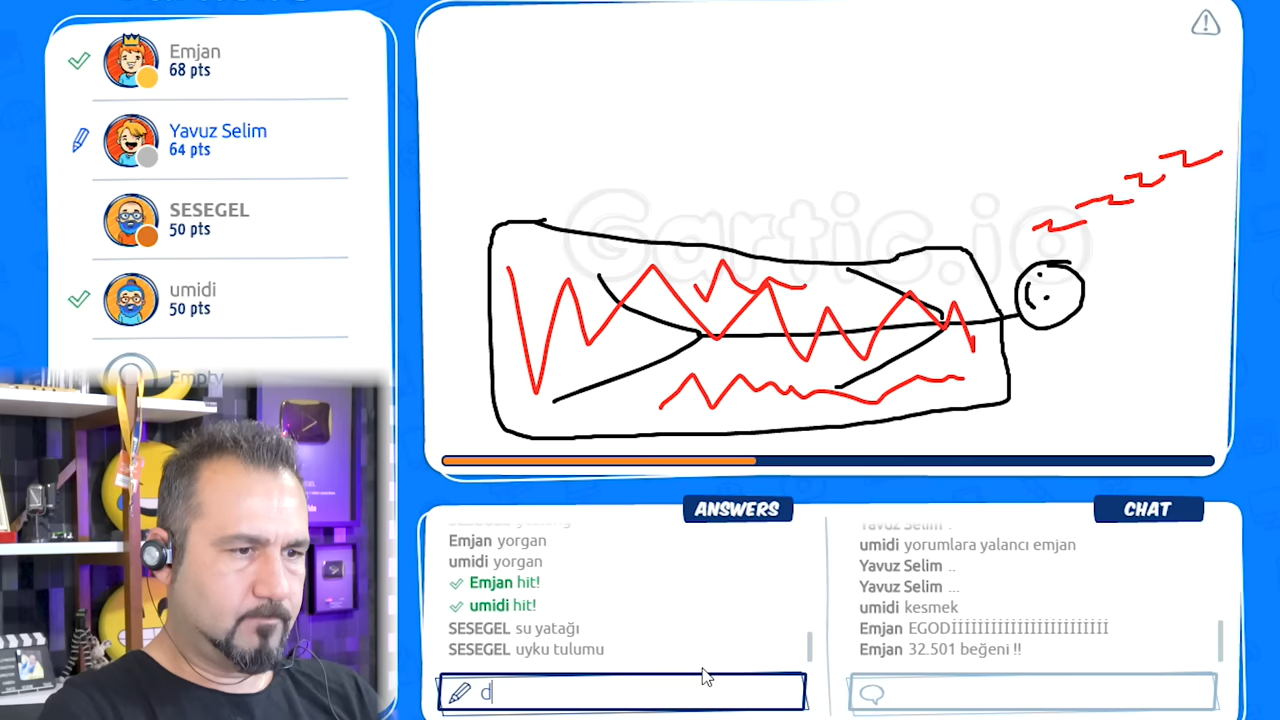 Emjan
68 pts
Yavuz Selim
64 pts
SESEGEL
50 pts
umidi
50 pts
Empty
Gartic.io
ANSWERS
Emjan yorgan
umidi yorgan
Emjan hit!
umidi hit!
SESEGEL su yatağı
SESEGEL uyku tulumu
d
CHAT
Yavuz Selim .
umidi yorumlara yalancı emjan
Yavuz Selim ..
Yavuz Selim ...
umidi kesmek
Emjan EGODİİİİİİİİİİİİİİİİİİİİİİİ
Emjan 32.501 beğeni !!